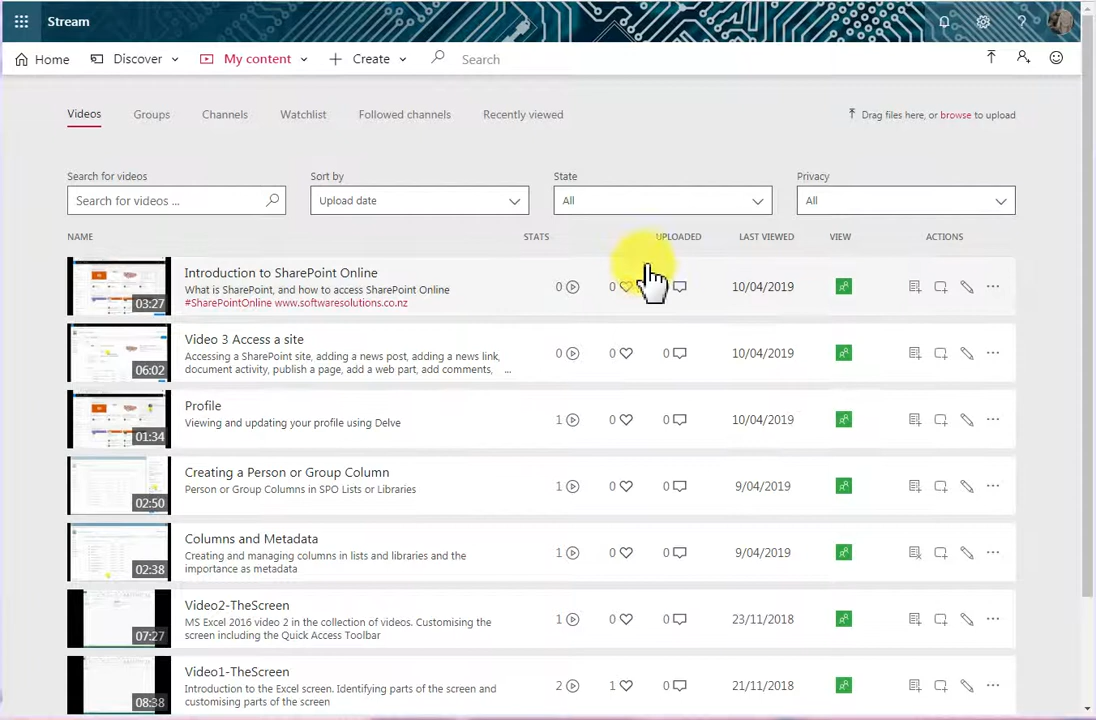 Stream
Home Discover My content Create Search
Videos Groups Channels Watchlist Followed channels Recently viewed Drag files here, or browse to upload
Search for videos Sort by State Privacy
Search for videos ... Upload date All All
NAME STATS UPLOADED LAST VIEWED VIEW ACTIONS
Introduction to SharePoint Online
What is SharePoint, and how to access SharePoint Online
#SharePointOnline www.softwaresolutions.co.nz
03:27 0 0 10/04/2019
Video 3 Access a site
Accessing a SharePoint site, adding a news post, adding a news link,
document activity, publish a page, add a web part, add comments, ...
06:02 0 0 0 10/04/2019
Profile
Viewing and updating your profile using Delve
01:34 1 0 0 10/04/2019
Creating a Person or Group Column
Person or Group Columns in SPO Lists or Libraries
02:50 1 0 0 9/04/2019
Columns and Metadata
Creating and managing columns in lists and libraries and the
importance as metadata
02:38 1 0 0 9/04/2019
Video2-TheScreen
MS Excel 2016 video 2 in the collection of videos. Customising the
screen including the Quick Access Toolbar
07:27 1 0 0 23/11/2018
Video1-TheScreen
Introduction to the Excel screen. Identifying parts of the screen and
customising parts of the screen
08:38 2 1 0 21/11/2018